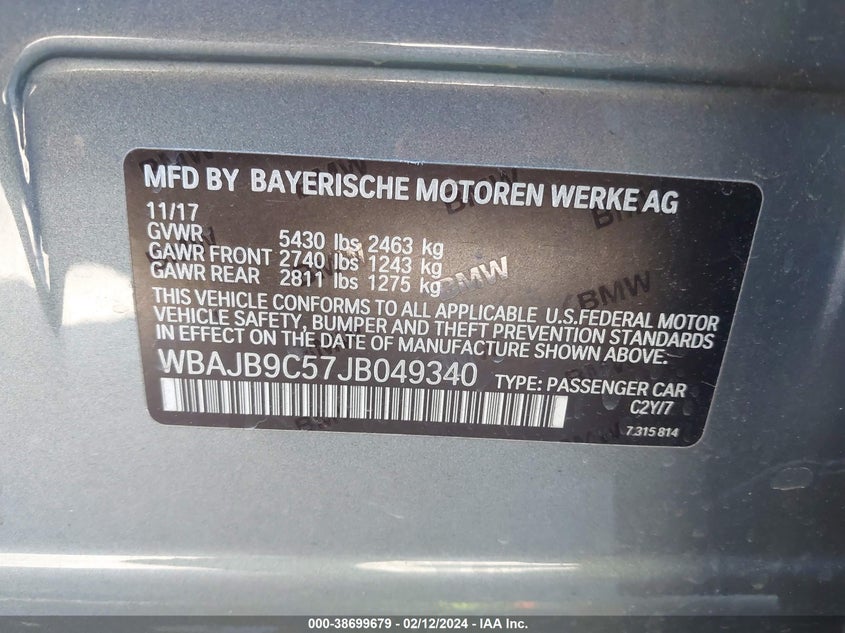 MFD BY BAYERISCHE MOTOREN WERKE AG
11/17
GVWR 5430 lbs 2463 kg
GAWR FRONT 2740 lbs 1243 kg
GAWR REAR 2811 lbs 1275 kg
THIS VEHICLE CONFORMS TO ALL APPLICABLE U.S.FEDERAL MOTOR
VEHICLE SAFETY, BUMPER AND THEFT PREVENTION STANDARDS
IN EFFECT ON THE DATE OF MANUFACTURE SHOWN ABOVE.
WBAJB9C57JB049340 TYPE: PASSENGER CAR
C2Y/7
7 315 814
BMW
BMW
BMW
000-38699679 - 02/12/2024 - IAA Inc.